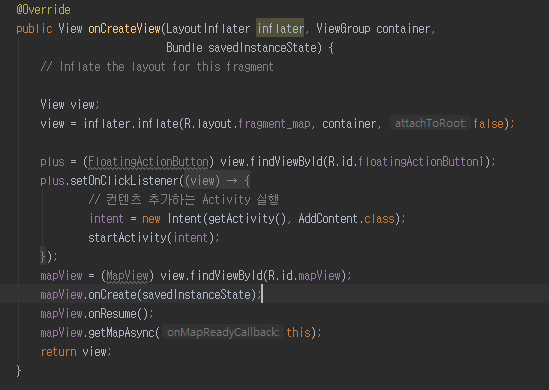 @Override
public View onCreateView(LayoutInflater inflater, ViewGroup container,
                         Bundle savedInstanceState) {
    // Inflate the layout for this fragment

    View view;
    view = inflater.inflate(R.layout.fragment_map, container, attachToRoot: false);

    plus = (FloatingActionButton) view.findViewById(R.id.floatingActionButton1);
    plus.setOnClickListener((view) → {
            // 컨텐츠 추가하는 Activity 실행
            intent = new Intent(getActivity(), AddContent.class);
            startActivity(intent);
    });
    mapView = (MapView) view.findViewById(R.id.mapView);
    mapView.onCreate(savedInstanceState);
    mapView.onResume();
    mapView.getMapAsync( onMapReadyCallback: this);
    return view;
}